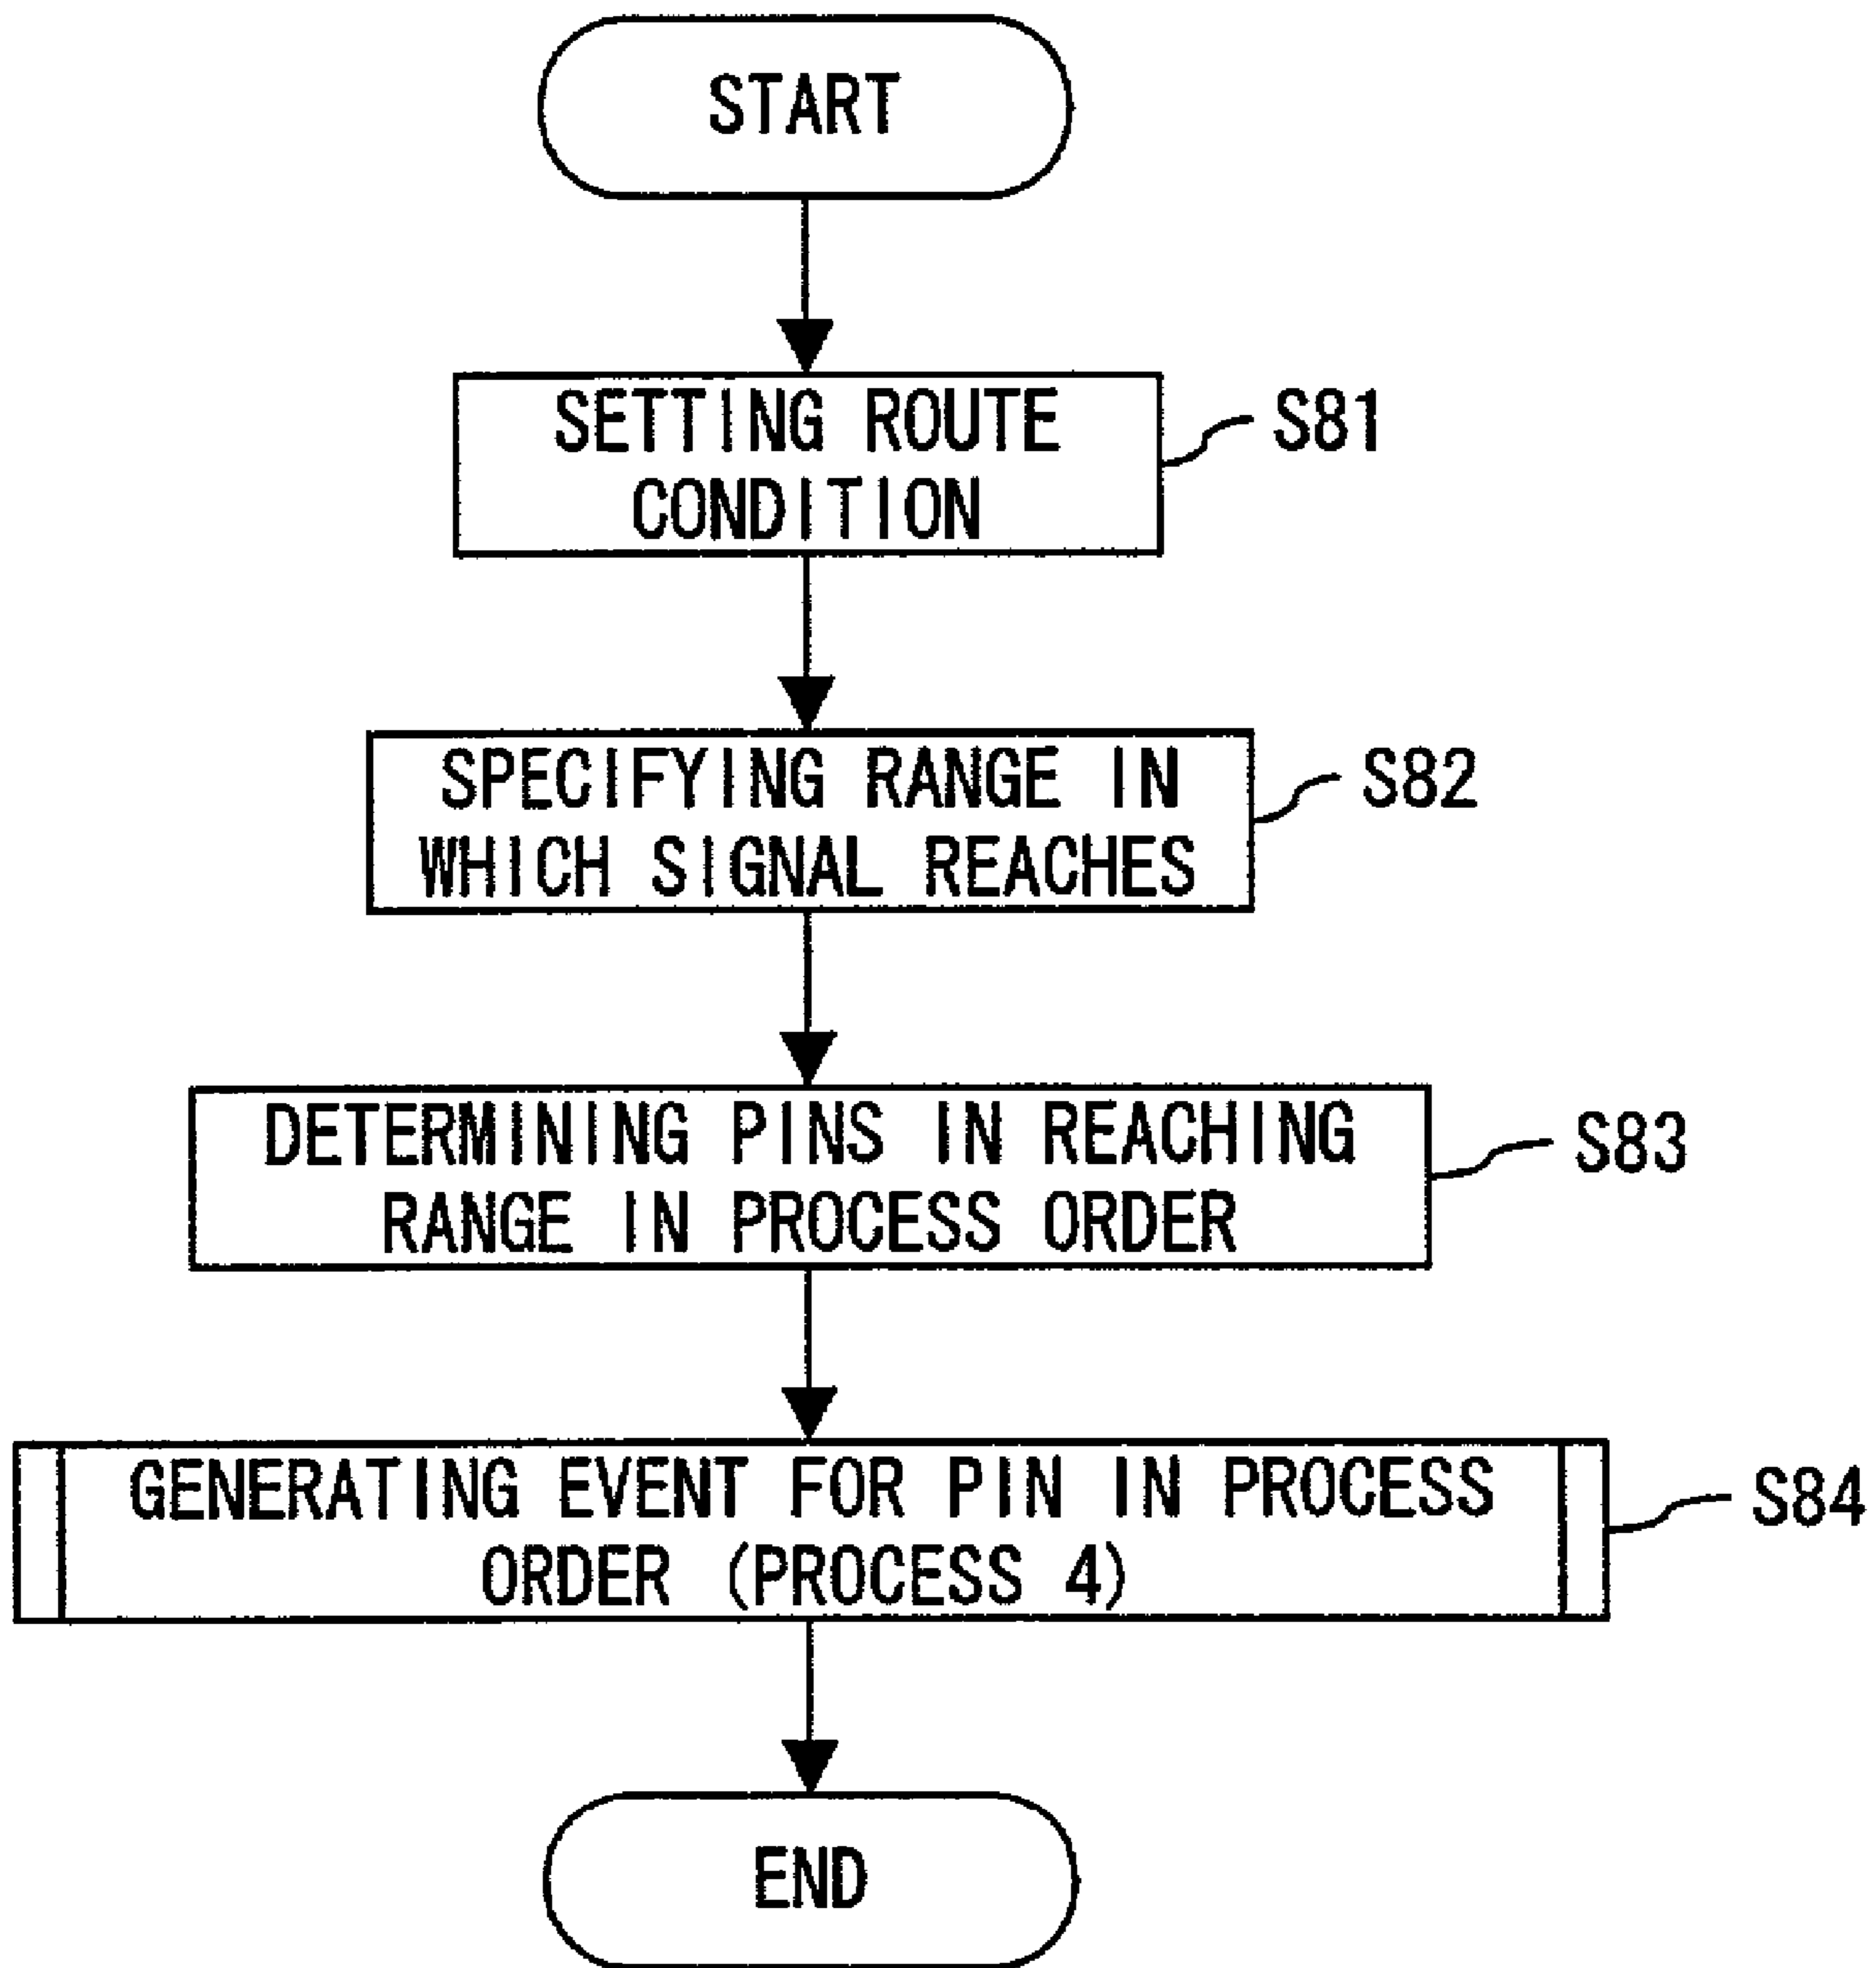 START
SETTING ROUTE
CONDITION
S81
SPECIFYING RANGE IN
WHICH SIGNAL REACHES
S82
DETERMINING PINS IN REACHING
RANGE IN PROCESS ORDER
S83
GENERATING EVENT FOR PIN IN PROCESS
ORDER (PROCESS 4)
S84
END